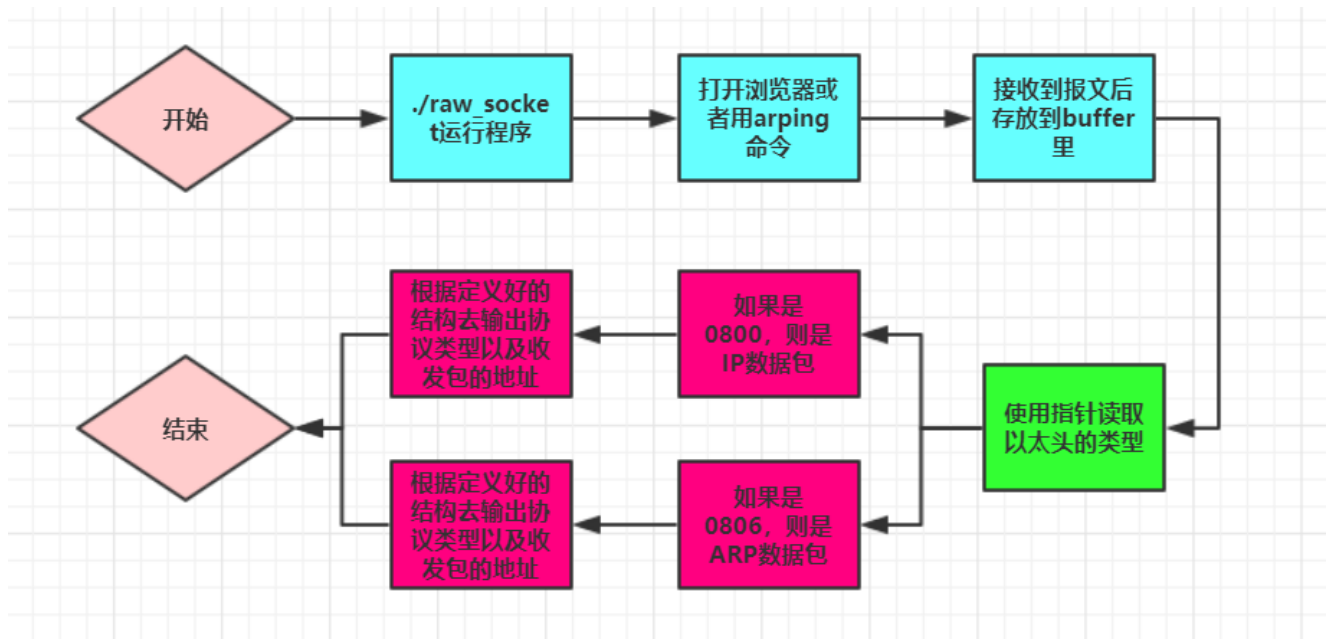 开始
./raw_socke
t运行程序
打开浏览器或
者用arping
命令
接收到报文后
存放到buffer
里
根据定义好的
结构去输出协
议类型以及收
发包的地址
如果是
0800，则是
IP数据包
使用指针读取
以太头的类型
结束
根据定义好的
结构去输出协
议类型以及收
发包的地址
如果是
0806，则是
ARP数据包